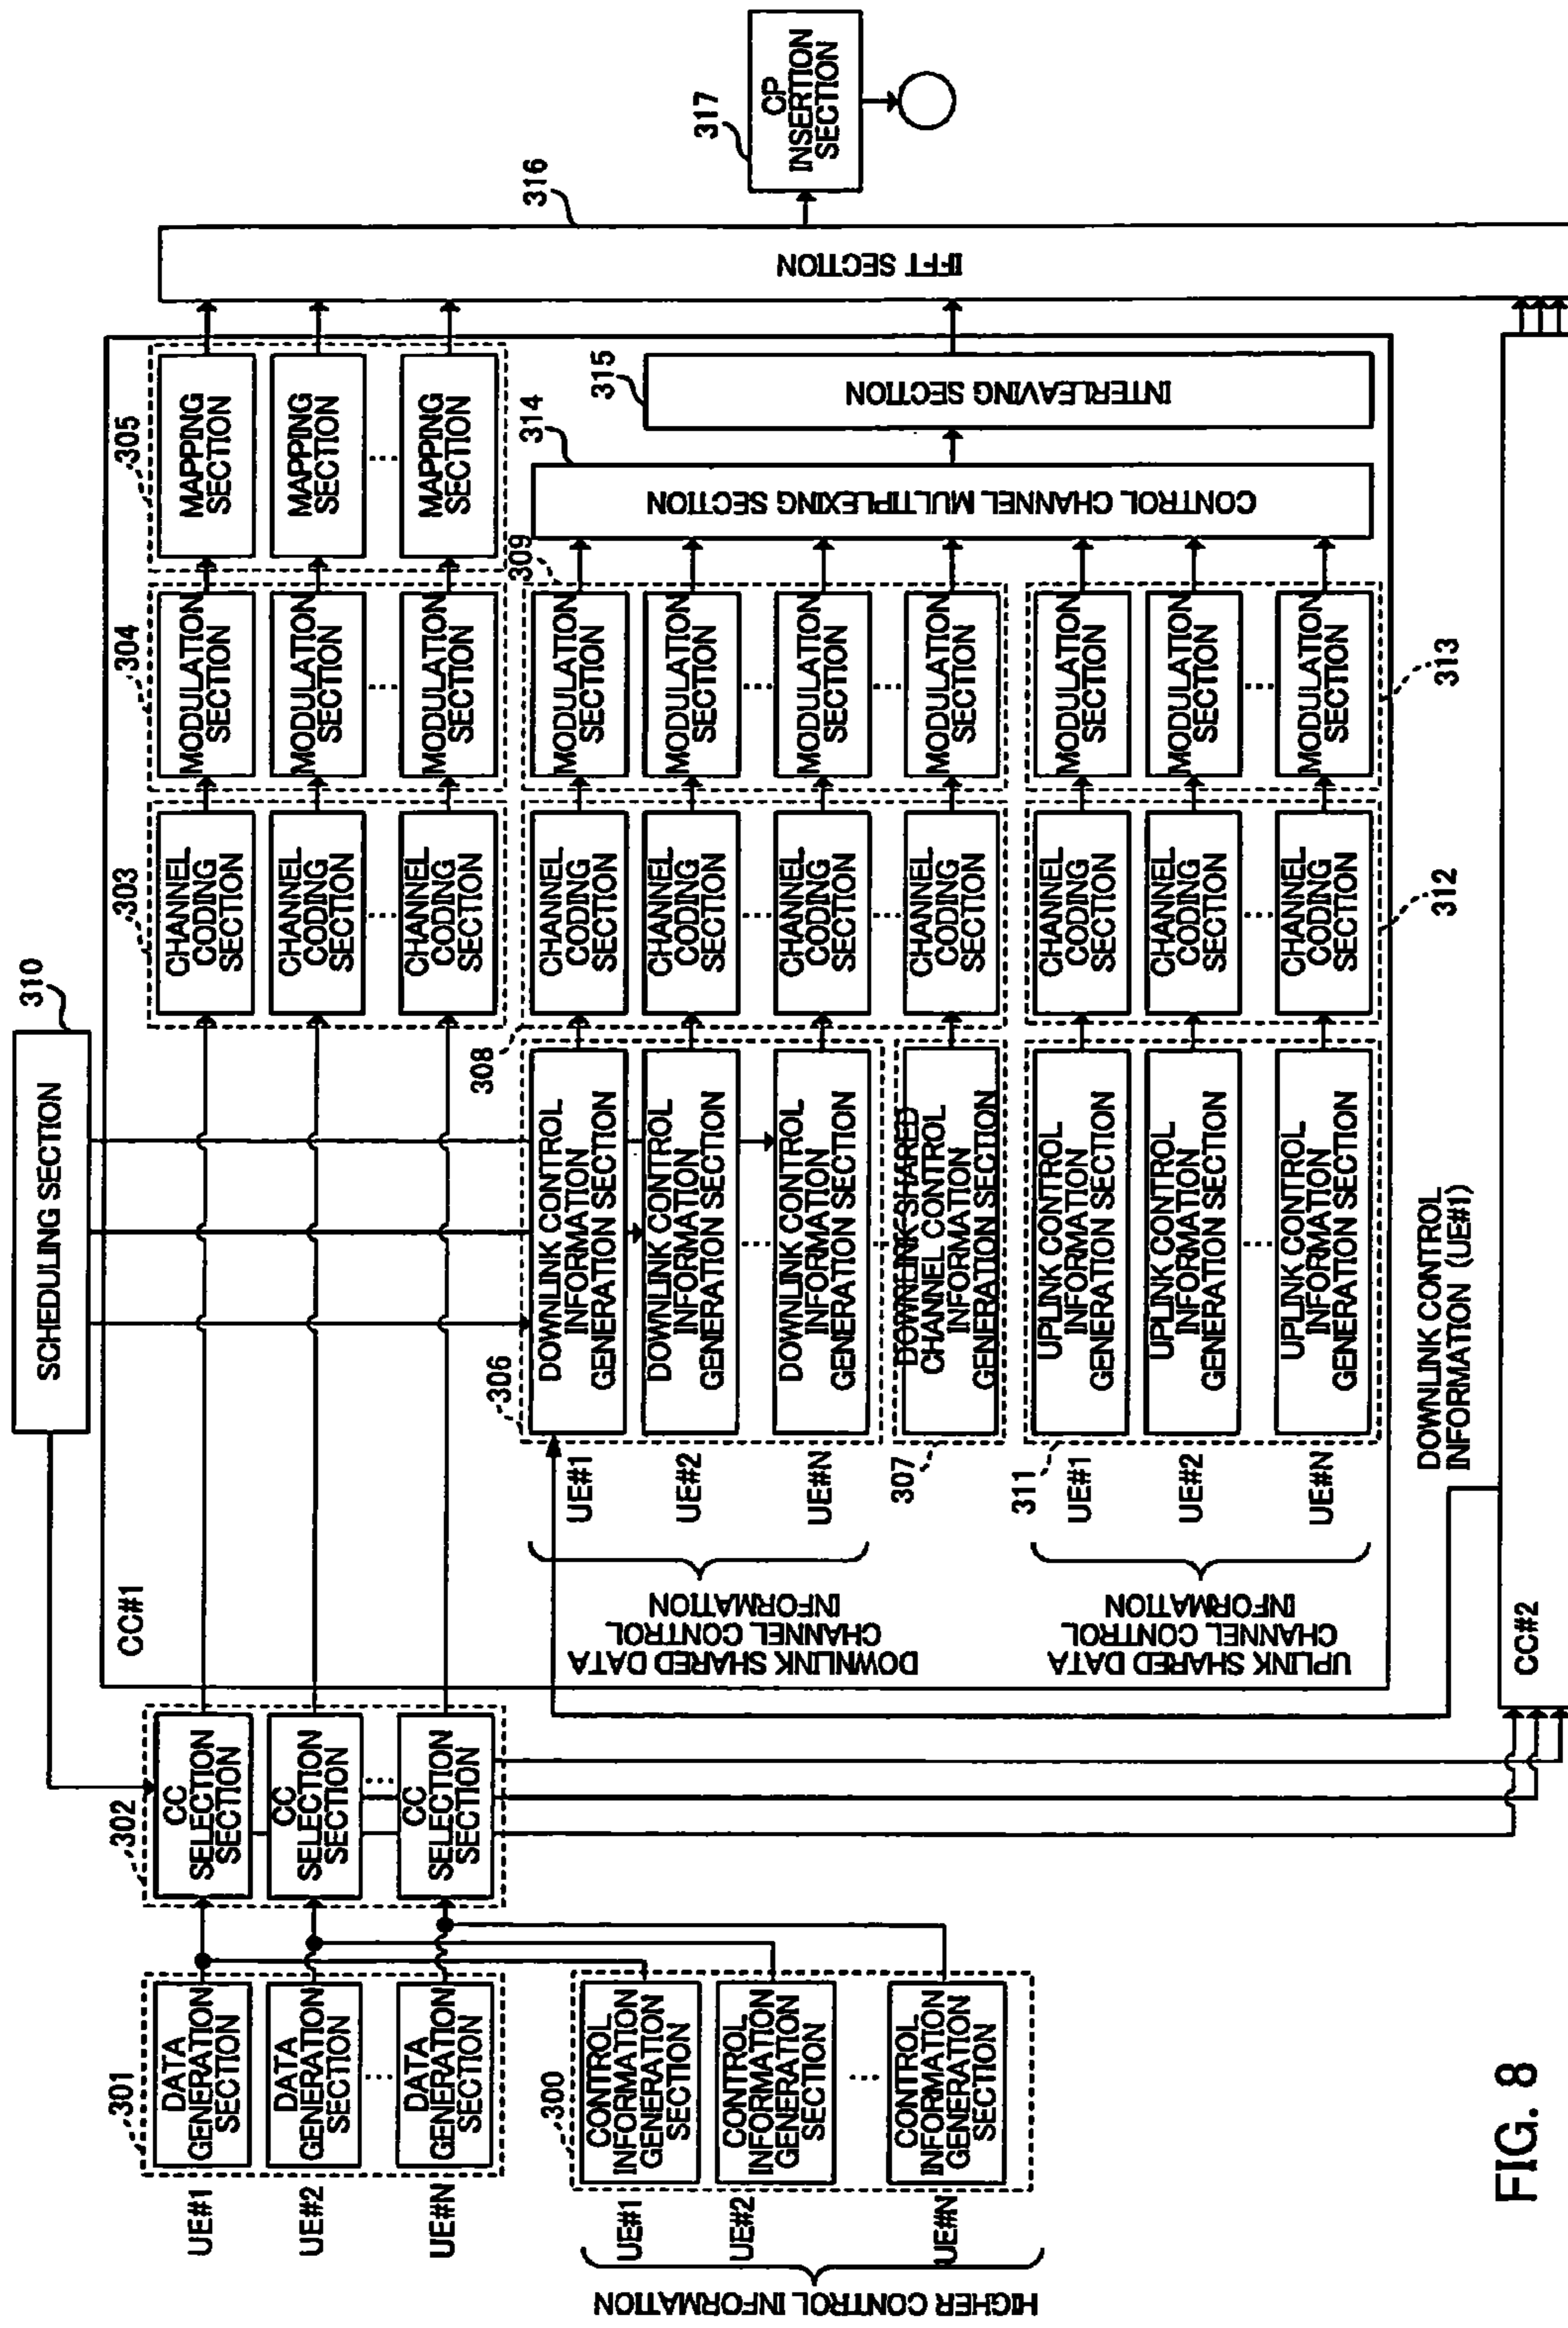 SCHEDULING SECTION
310
CC#1
301
DATA
GENERATION
SECTION
DATA
GENERATION
SECTION
DATA
GENERATION
SECTION
UE#1
UE#2
UE#N
302
CC
SELECTION
SECTION
CC
SELECTION
SECTION
CC
SELECTION
SECTION
303
CHANNEL
CODING
SECTION
CHANNEL
CODING
SECTION
CHANNEL
CODING
SECTION
304
MODULATION
SECTION
MODULATION
SECTION
MODULATION
SECTION
305
MAPPING
SECTION
MAPPING
SECTION
MAPPING
SECTION
300
CONTROL
INFORMATION
GENERATION
SECTION
CONTROL
INFORMATION
GENERATION
SECTION
CONTROL
INFORMATION
GENERATION
SECTION
UE#1
UE#2
UE#N
HIGHER CONTROL INFORMATION
DOWNLINK SHARED DATA
CHANNEL CONTROL
INFORMATION
UE#1
UE#2
UE#N
306
DOWNLINK CONTROL
INFORMATION
GENERATION SECTION
DOWNLINK CONTROL
INFORMATION
GENERATION SECTION
DOWNLINK CONTROL
INFORMATION
GENERATION SECTION
307
DOWNLINK SHARED
CHANNEL CONTROL
INFORMATION
GENERATION SECTION
308
CHANNEL
CODING
SECTION
CHANNEL
CODING
SECTION
CHANNEL
CODING
SECTION
CHANNEL
CODING
SECTION
309
MODULATION
SECTION
MODULATION
SECTION
MODULATION
SECTION
MODULATION
SECTION
UPLINK SHARED DATA
CHANNEL CONTROL
INFORMATION
UE#1
UE#2
UE#N
311
UPLINK CONTROL
INFORMATION
GENERATION SECTION
UPLINK CONTROL
INFORMATION
GENERATION SECTION
UPLINK CONTROL
INFORMATION
GENERATION SECTION
312
CHANNEL
CODING
SECTION
CHANNEL
CODING
SECTION
CHANNEL
CODING
SECTION
313
MODULATION
SECTION
MODULATION
SECTION
MODULATION
SECTION
314
CONTROL CHANNEL MULTIPLEXING SECTION
315
INTERLEAVING SECTION
316
IFFT SECTION
317
CP
INSERTION
SECTION
DOWNLINK CONTROL
INFORMATION (UE#1)
CC#2
FIG. 8